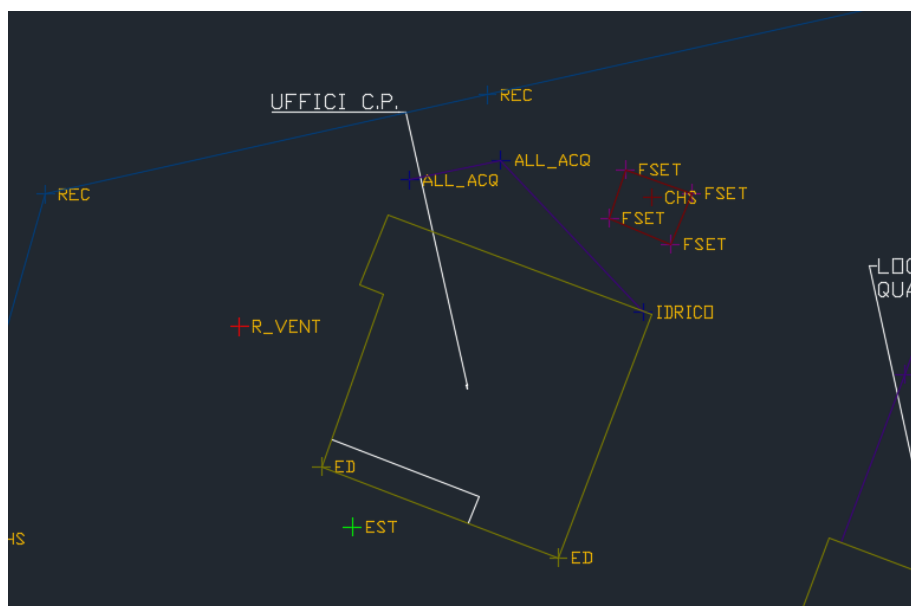 UFFICI C.P.
REC
REC
ALL_ACQ
ALL_ACQ
FSET
CHS
FSET
FSET
FSET
R_VENT
IDRICO
ED
EST
ED